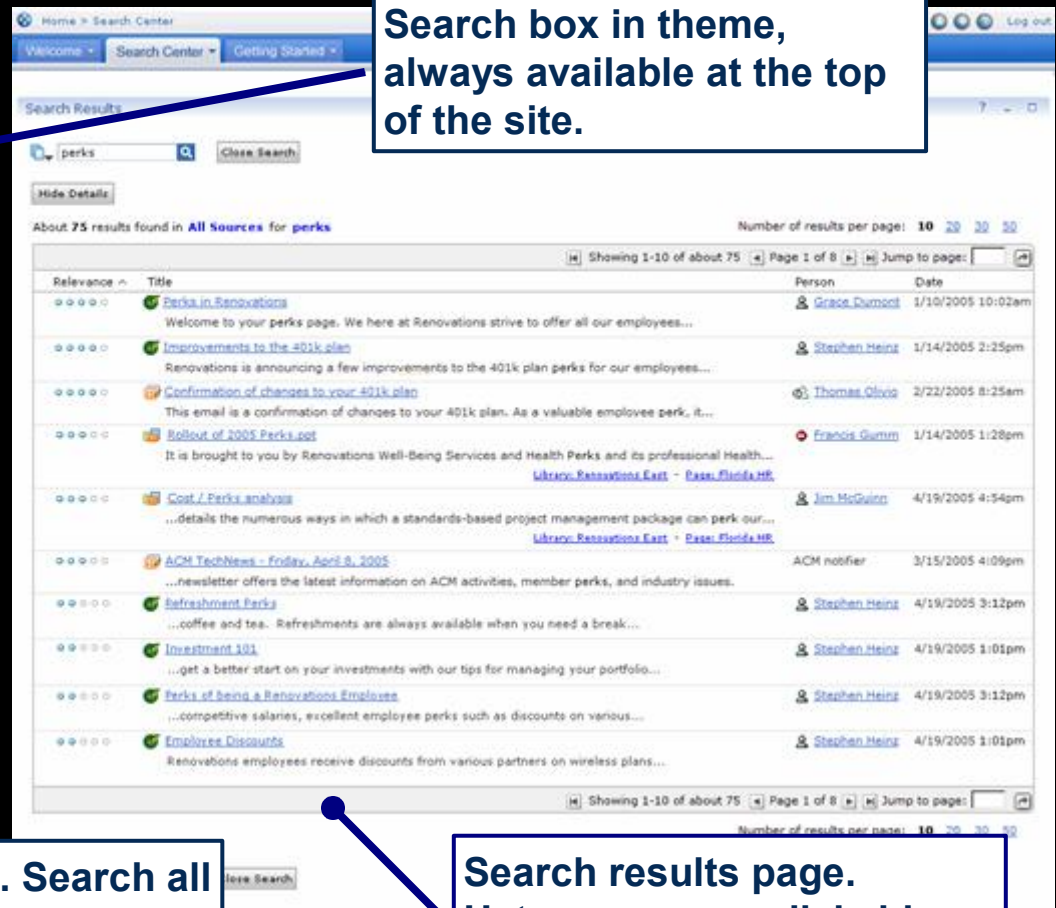 Home > Search Center
Log out
Welcome
Search Center
Getting Started
Search box in theme,
always available at the top
of the site.
Search Results
? - □
perks
Close Search
Hide Details
About 75 results found in All Sources for perks
Number of results per page: 10 20 30 50
Showing 1-10 of about 75 Page 1 of 8 Jump to page:
Relevance Title Person Date
Perks in Renovations Grace Dumont 1/10/2005 10:02am
Welcome to your perks page. We here at Renovations strive to offer all our employees...
Improvements to the 401k plan Stephen Heinz 1/14/2005 2:25pm
Renovations is announcing a few improvements to the 401k plan perks for our employees...
Confirmation of changes to your 401k plan Thomas Olivio 2/22/2005 8:25am
This email is a confirmation of changes to your 401k plan. As a valuable employee perk, it...
Rollout of 2005 Perks.ppt Francis Gumm 1/14/2005 1:28pm
It is brought to you by Renovations Well-Being Services and Health Perks and its professional Health...
Library: Renovations East - Page: Florida HR
Cost / Perks analysis Jim McGuinn 4/19/2005 4:54pm
...details the numerous ways in which a standards-based project management package can perk our...
Library: Renovations East - Page: Florida HR
ACM TechNews - Friday, April 8, 2005 ACM notifier 3/15/2005 4:09pm
...newsletter offers the latest information on ACM activities, member perks, and industry issues.
Refreshment Perks Stephen Heinz 4/19/2005 3:12pm
...coffee and tea. Refreshments are always available when you need a break...
Investment 101 Stephen Heinz 4/19/2005 1:01pm
...get a better start on your investments with our tips for managing your portfolio...
Perks of being a Renovations Employee Stephen Heinz 4/19/2005 3:12pm
...competitive salaries, excellent employee perks such as discounts on various...
Employee Discounts Stephen Heinz 4/19/2005 1:01pm
Renovations employees receive discounts from various partners on wireless plans...
Showing 1-10 of about 75 Page 1 of 8 Jump to page:
Number of results per page: 10 20 30 50
. Search all
Close Search
Search results page.